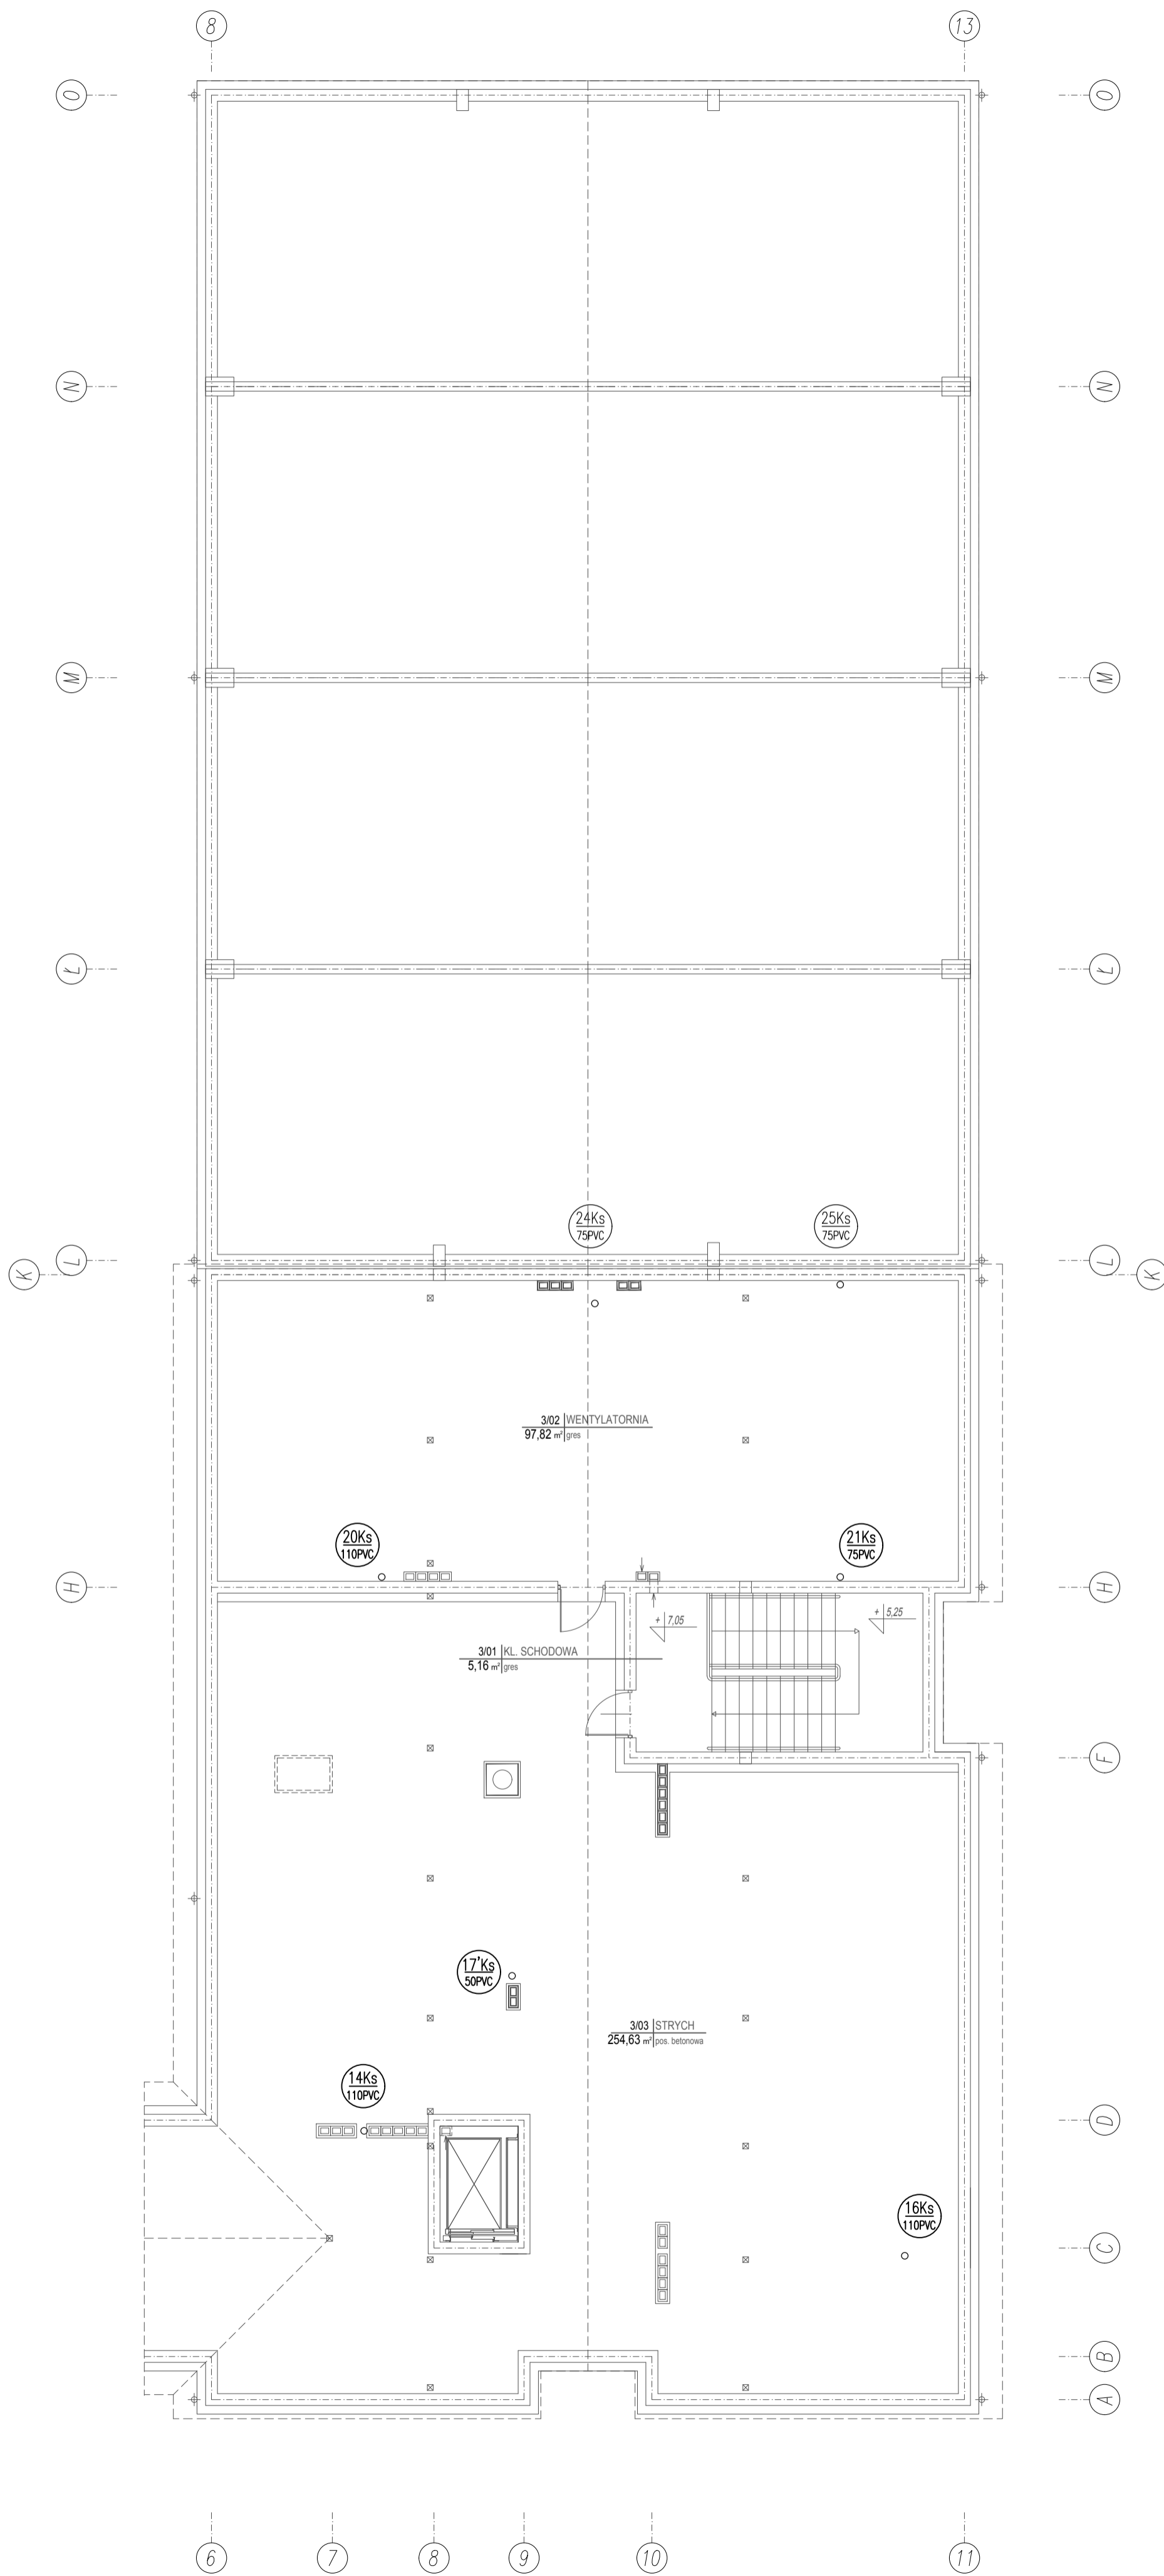 8
13
O
O
N
N
M
M
Ł
Ł
24Ks
75PVC
25Ks
75PVC
L
L
K
K
3/02 WENTYLATORNIA
97,82 m² gres
20Ks
110PVC
21Ks
75PVC
H
H
+ 7,05
+ 5,25
3/01 KL. SCHODOWA
5,16 m² gres
F
17'Ks
50PVC
3/03 STRYCH
254,63 m² pos. betonowa
14Ks
110PVC
D
16Ks
110PVC
C
B
A
6
7
8
9
10
11